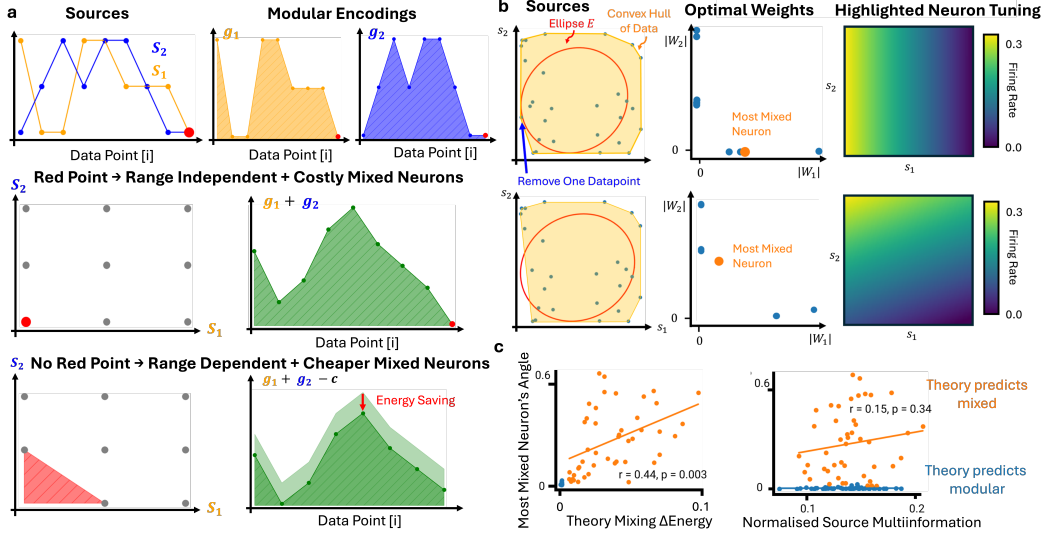 a
Sources
Modular Encodings
S₂
S₁
g₁
g₂
Data Point [i]
Data Point [i]
Data Point [i]
Red Point → Range Independent + Costly Mixed Neurons
S₂
S₁
g₁ + g₂
Data Point [i]
No Red Point → Range Dependent + Cheaper Mixed Neurons
S₂
S₁
g₁ + g₂ − c
Energy Saving
Data Point [i]
b
Sources
Optimal Weights
Highlighted Neuron Tuning
Ellipse E
Convex Hull
of Data
s₂
Remove One Datapoint
|W₂|
Most Mixed
Neuron
0
0
|W₁|
s₂
s₁
0.3
Firing Rate
0.0
s₂
s₁
|W₂|
Most Mixed
Neuron
0
0
|W₁|
s₂
s₁
0.3
Firing Rate
0.0
c
Most Mixed Neuron's Angle
0.6
0
r = 0.44, p = 0.003
0
0.1
Theory Mixing ΔEnergy
0.6
0
r = 0.15, p = 0.34
0.1
0.2
Normalised Source Multiinformation
Theory predicts
mixed
Theory predicts
modular